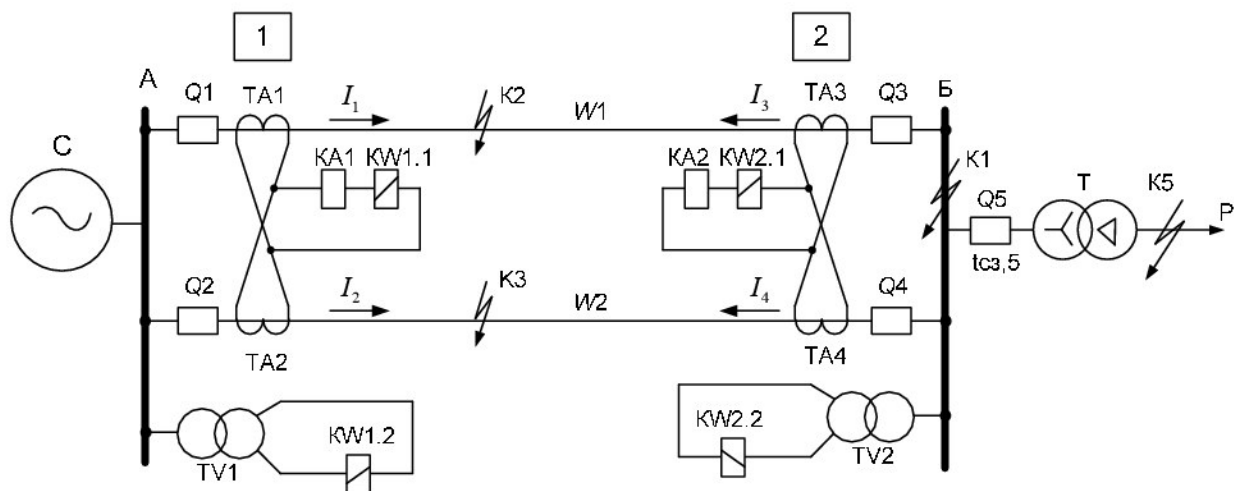 1
2
А
Q1
TA1
I₁
K2
W1
I₃
TA3
Q3
Б
С
KA1
KW1.1
KA2
KW2.1
K1
Q5
T
K5
P
tсз,5
Q2
I₂
K3
W2
I₄
Q4
TA2
TA4
TV1
KW1.2
KW2.2
TV2